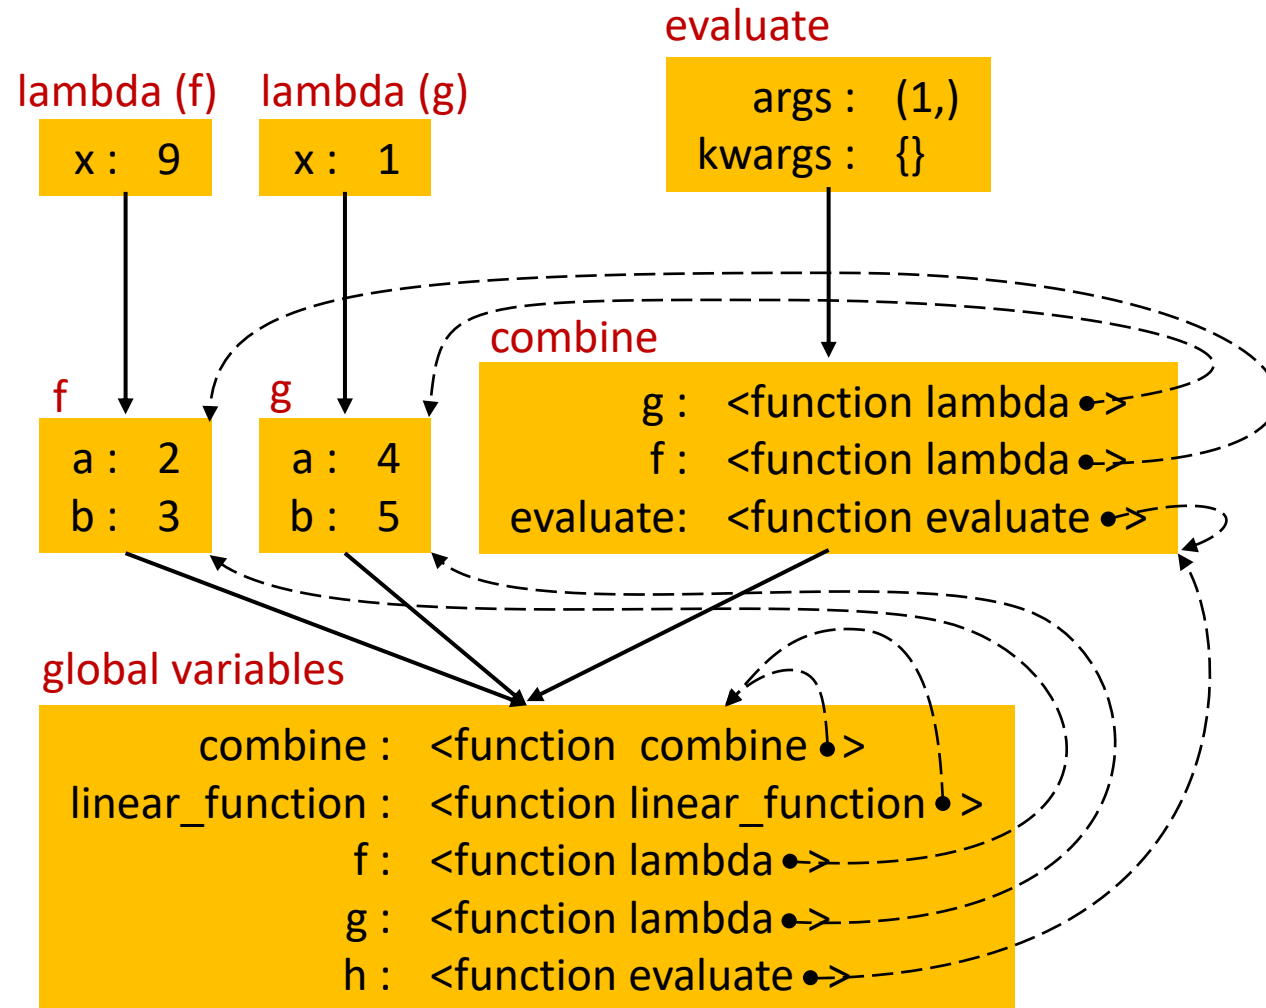 evaluate
args : (1,)
kwargs : {}
lambda (f)
x : 9
lambda (g)
x : 1
combine
g : <function lambda >
f : <function lambda >
evaluate: <function evaluate >
f
a : 2
b : 3
g
a : 4
b : 5
global variables
combine : <function combine >
linear_function : <function linear_function >
f : <function lambda >
g : <function lambda >
h : <function evaluate >